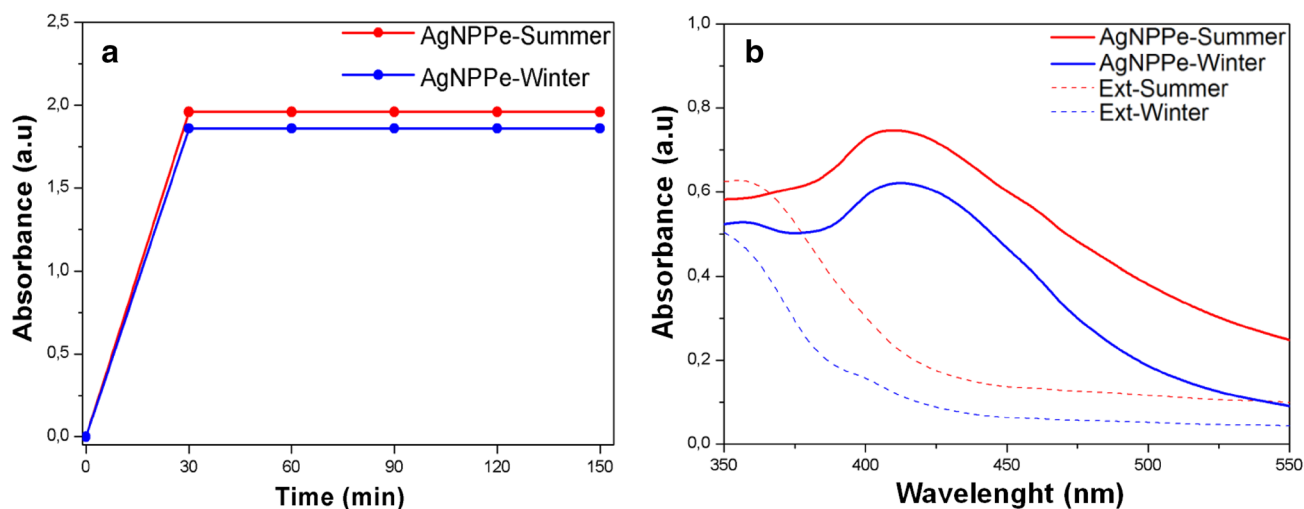 a
AgNPPe-Summer
AgNPPe-Winter
Absorbance (a.u)
2,5
2,0
1,5
1,0
0,5
0,0
0 30 60 90 120 150
Time (min)
b
AgNPPe-Summer
AgNPPe-Winter
Ext-Summer
Ext-Winter
Absorbance (a.u)
1,0
0,8
0,6
0,4
0,2
0,0
350 400 450 500 550
Wavelenght (nm)